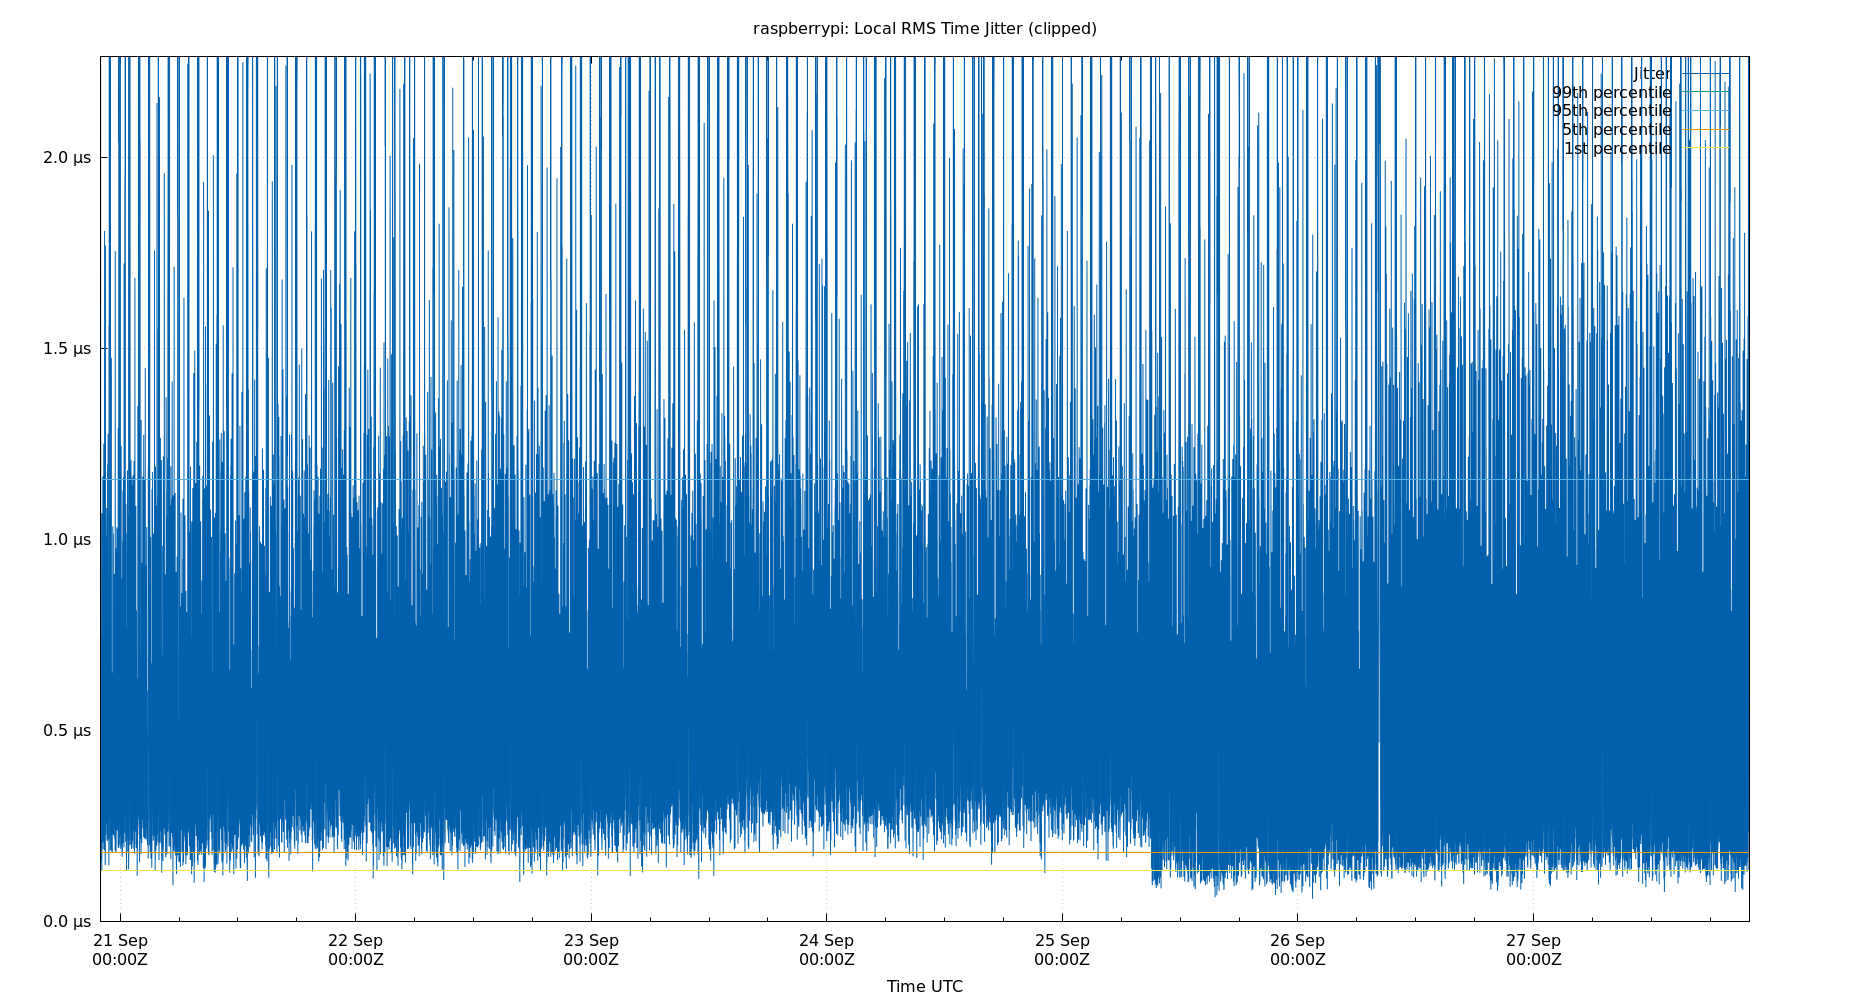 raspberrypi: Local RMS Time Jitter (clipped)
Jitter
99th percentile
95th percentile
5th percentile
1st percentile
2.0 µs
1.5 µs
1.0 µs
0.5 µs
0.0 µs
21 Sep 22 Sep 23 Sep 24 Sep 25 Sep 26 Sep 27 Sep
00:00Z 00:00Z 00:00Z 00:00Z 00:00Z 00:00Z 00:00Z
Time UTC